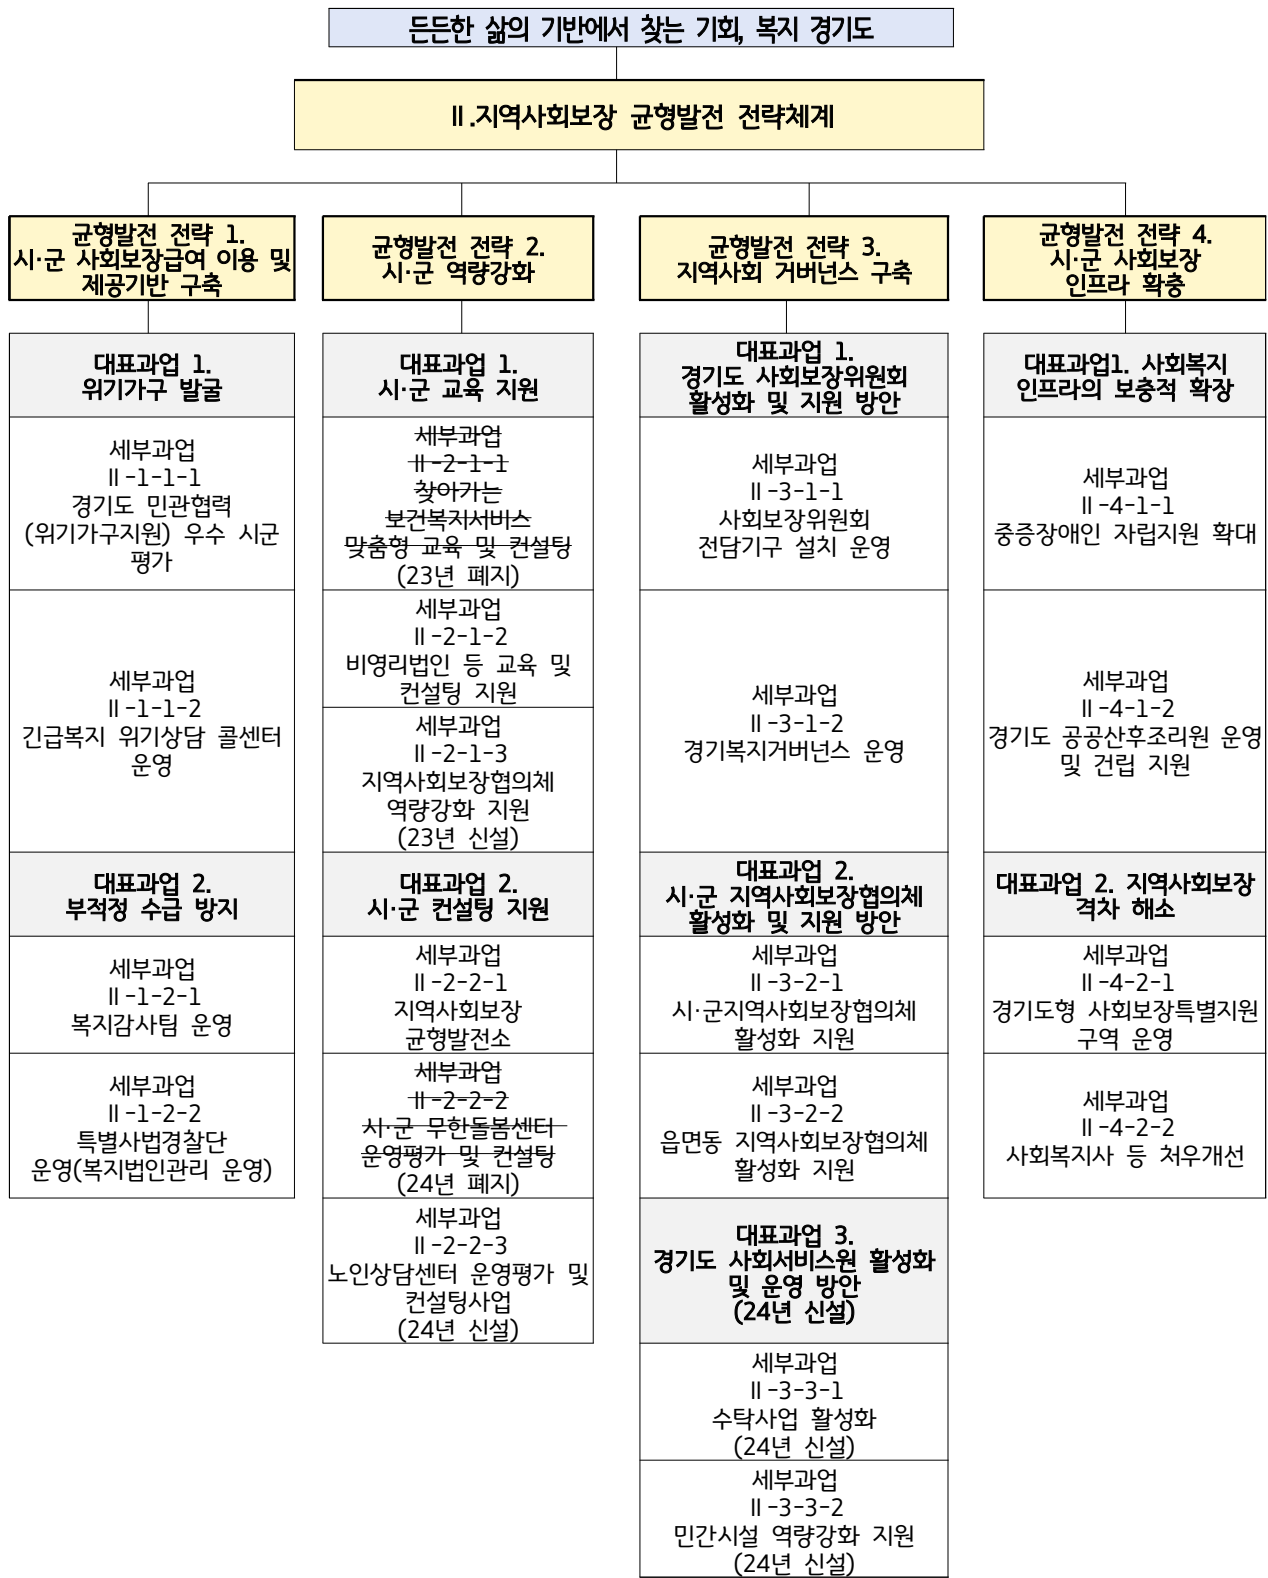 든든한 삶의 기반에서 찾는 기회, 복지 경기도
Ⅱ.지역사회보장 균형발전 전략체계
균형발전 전략 1.
시·군 사회보장급여 이용 및
제공기반 구축
대표과업 1.
위기가구 발굴
세부과업
Ⅱ-1-1-1
경기도 민관협력
(위기가구지원) 우수 시군
평가
세부과업
Ⅱ-1-1-2
긴급복지 위기상담 콜센터
운영
대표과업 2.
부적정 수급 방지
세부과업
Ⅱ-1-2-1
복지감사팀 운영
세부과업
Ⅱ-1-2-2
특별사법경찰단
운영(복지법인관리 운영)
균형발전 전략 2.
시·군 역량강화
대표과업 1.
시·군 교육 지원
세부과업
Ⅱ-2-1-1
찾아가는
보건복지서비스
맞춤형 교육 및 컨설팅
(23년 폐지)
세부과업
Ⅱ-2-1-2
비영리법인 등 교육 및
컨설팅 지원
세부과업
Ⅱ-2-1-3
지역사회보장협의체
역량강화 지원
(23년 신설)
대표과업 2.
시·군 컨설팅 지원
세부과업
Ⅱ-2-2-1
지역사회보장
균형발전소
세부과업
Ⅱ-2-2-2
시·군 무한돌봄센터
운영평가 및 컨설팅
(24년 폐지)
세부과업
Ⅱ-2-2-3
노인상담센터 운영평가 및
컨설팅사업
(24년 신설)
균형발전 전략 3.
지역사회 거버넌스 구축
대표과업 1.
경기도 사회보장위원회
활성화 및 지원 방안
세부과업
Ⅱ-3-1-1
사회보장위원회
전담기구 설치 운영
세부과업
Ⅱ-3-1-2
경기복지거버넌스 운영
대표과업 2.
시·군 지역사회보장협의체
활성화 및 지원 방안
세부과업
Ⅱ-3-2-1
시·군지역사회보장협의체
활성화 지원
세부과업
Ⅱ-3-2-2
읍면동 지역사회보장협의체
활성화 지원
대표과업 3.
경기도 사회서비스원 활성화
및 운영 방안
(24년 신설)
세부과업
Ⅱ-3-3-1
수탁사업 활성화
(24년 신설)
세부과업
Ⅱ-3-3-2
민간시설 역량강화 지원
(24년 신설)
균형발전 전략 4.
시·군 사회보장
인프라 확충
대표과업1. 사회복지
인프라의 보충적 확장
세부과업
Ⅱ-4-1-1
중증장애인 자립지원 확대
세부과업
Ⅱ-4-1-2
경기도 공공산후조리원 운영
및 건립 지원
대표과업 2. 지역사회보장
격차 해소
세부과업
Ⅱ-4-2-1
경기도형 사회보장특별지원
구역 운영
세부과업
Ⅱ-4-2-2
사회복지사 등 처우개선